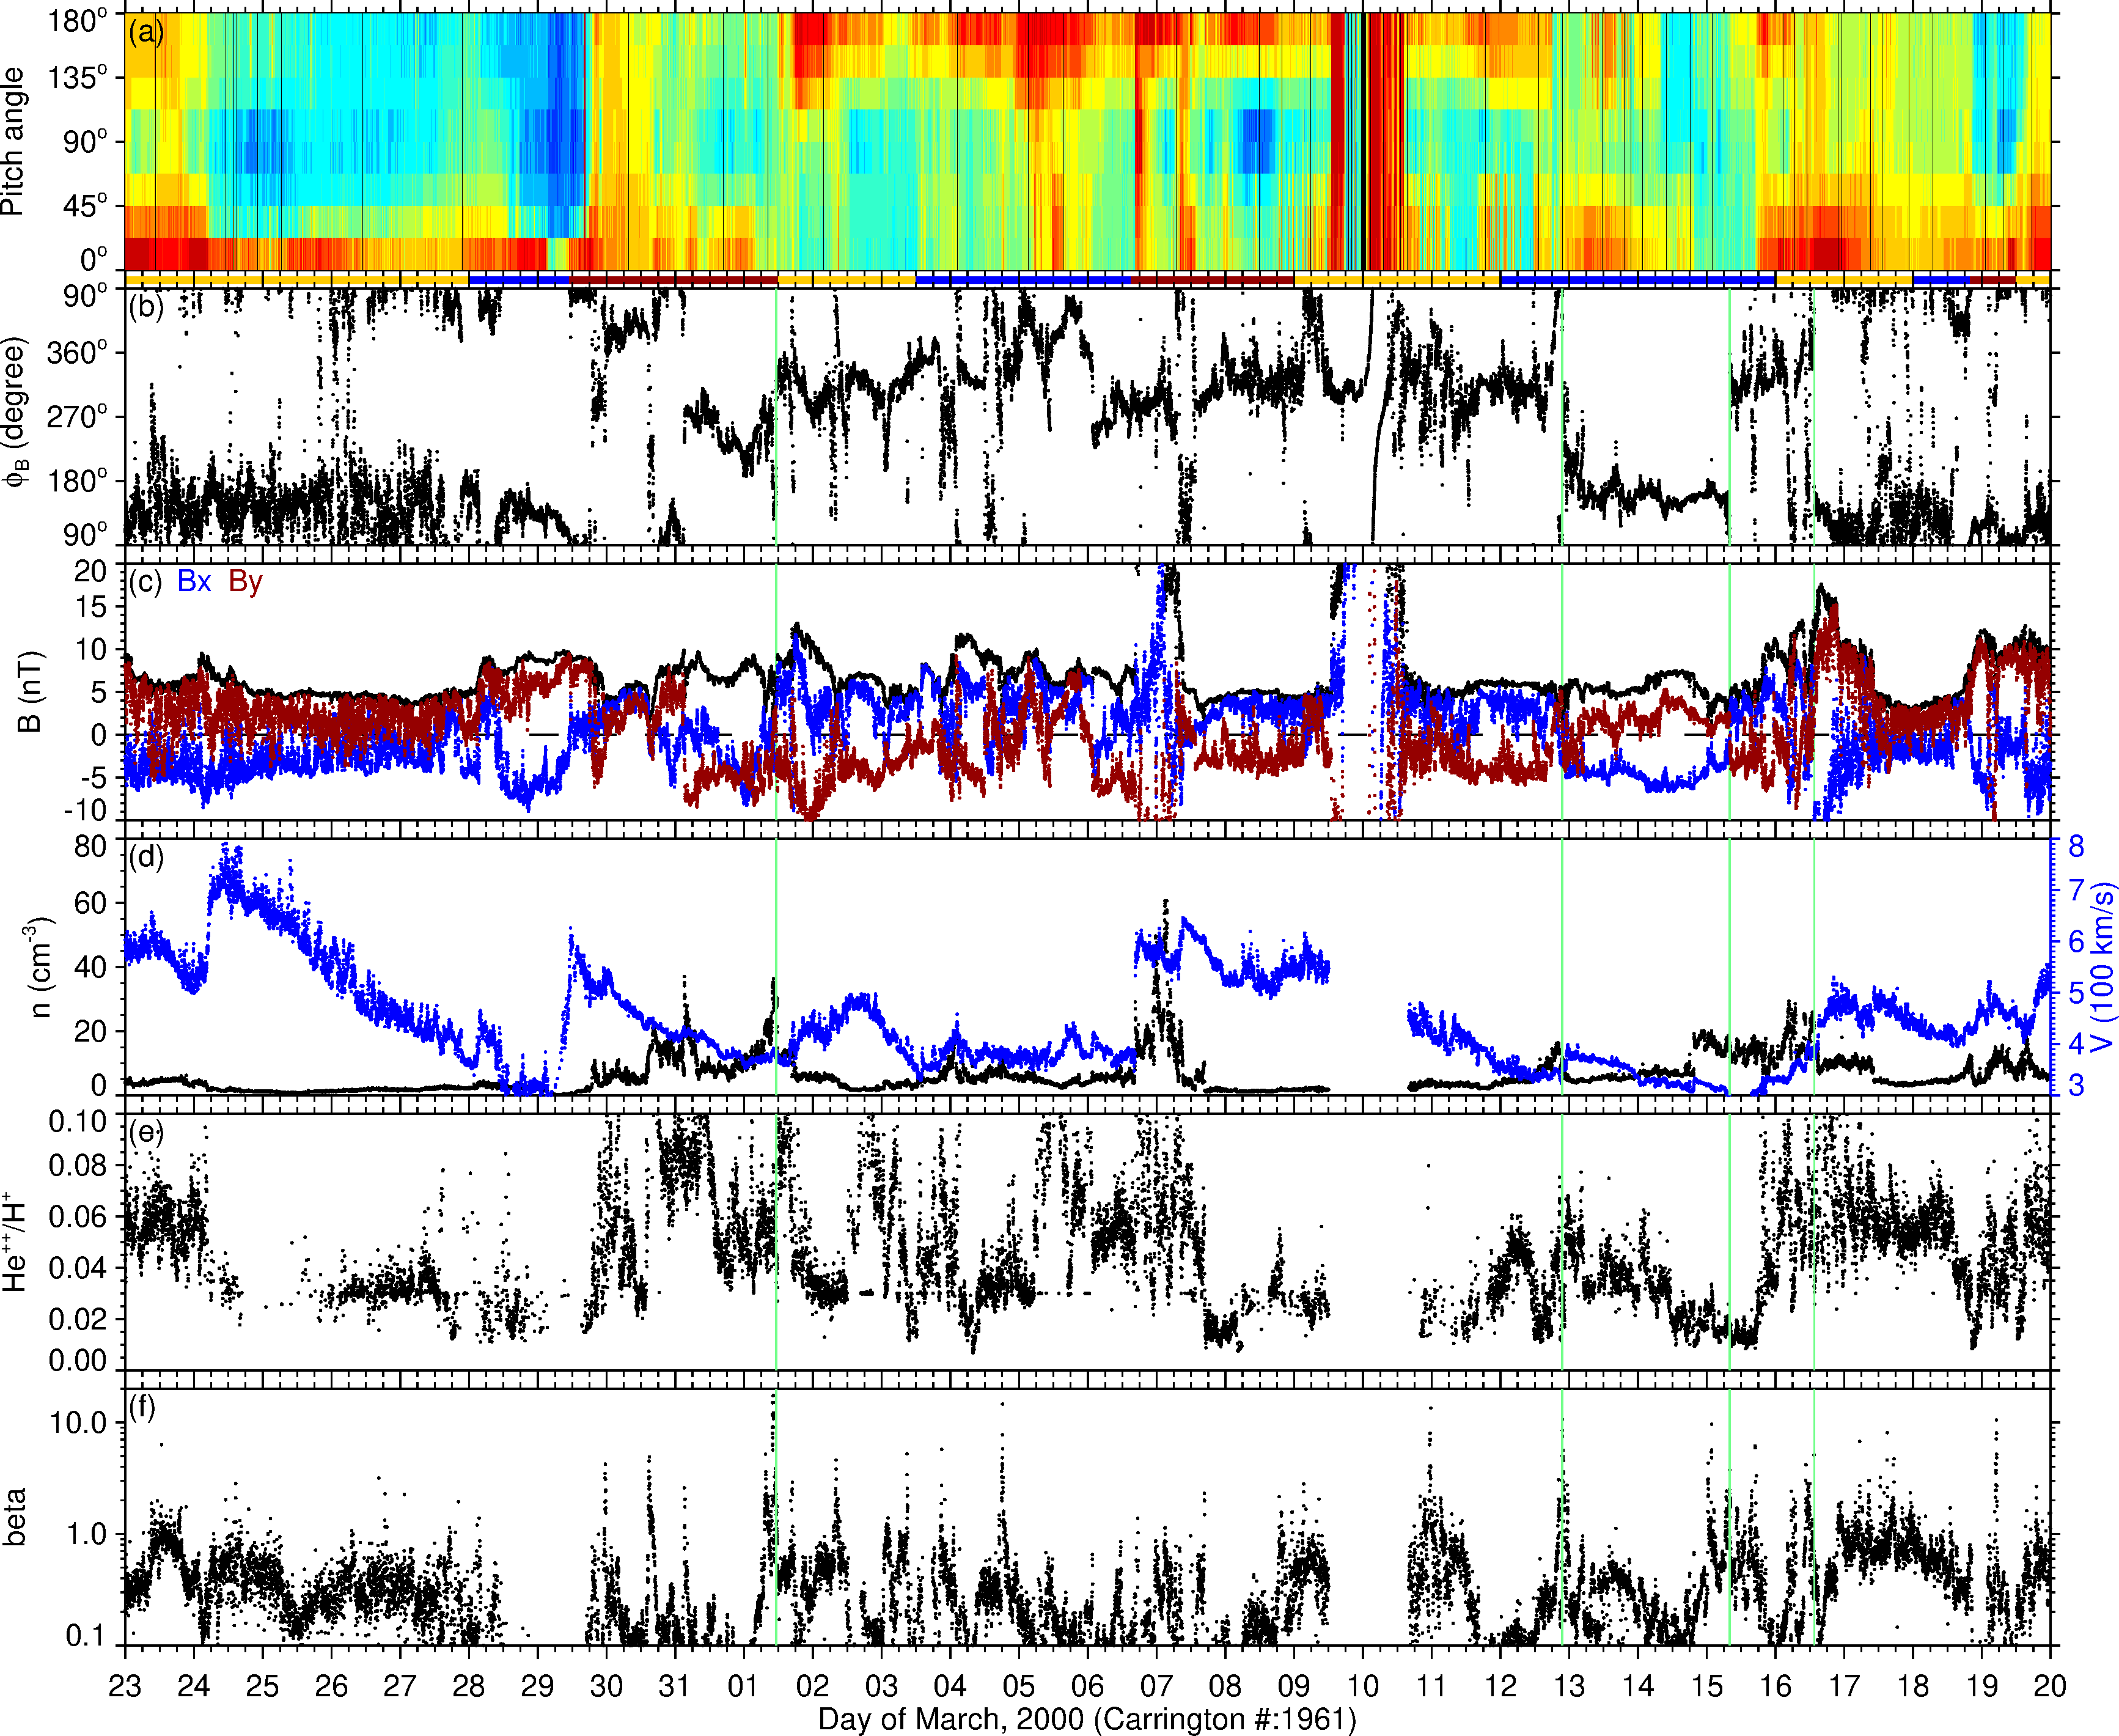 (a)
Pitch angle
180°
135°
90°
45°
0°
(b)
ϕB (degree)
90°
360°
270°
180°
90°
(c) Bx By
B (nT)
20
15
10
5
0
-5
-10
(d)
n (cm-3)
80
60
40
20
0
8
7
6
5
4
3
V (100 km/s)
(e)
He++/H+
0.10
0.08
0.06
0.04
0.02
0.00
(f)
beta
10.0
1.0
0.1
23 24 25 26 27 28 29 30 31 01 02 03 04 05 06 07 08 09 10 11 12 13 14 15 16 17 18 19 20
Day of March, 2000 (Carrington #:1961)